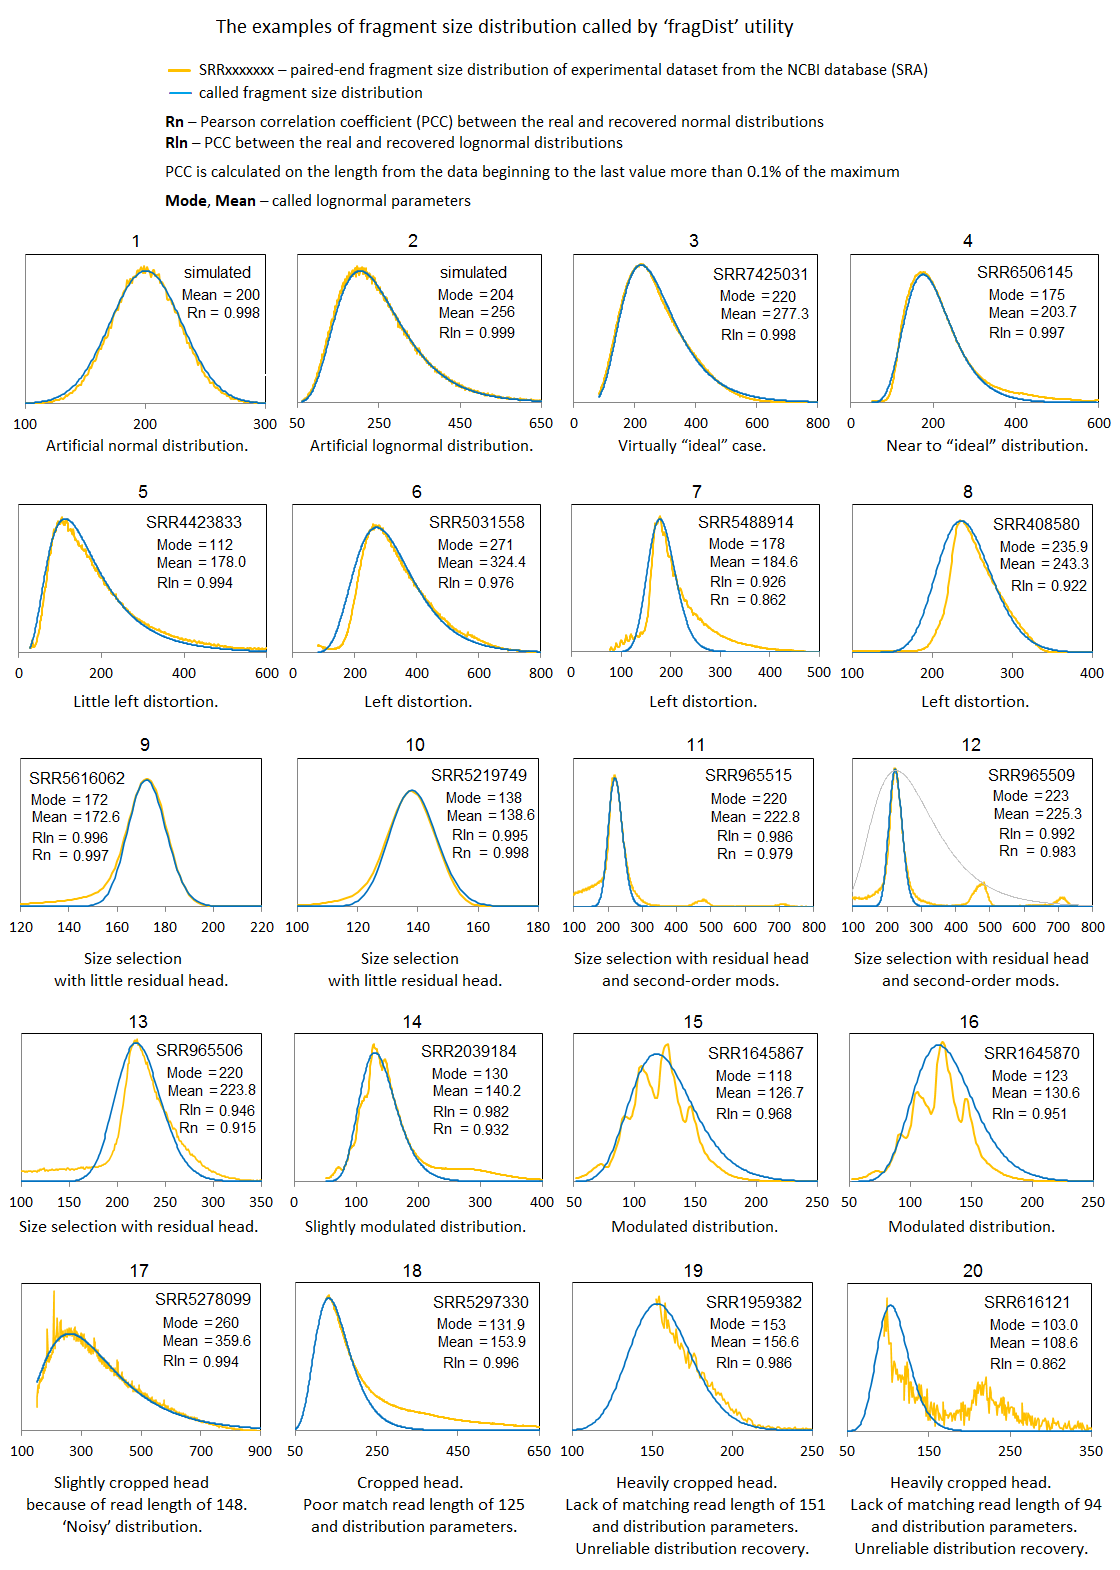 The examples of fragment size distribution called by ‘fragDist’ utility
SRRxxxxxxx – paired-end fragment size distribution of experimental dataset from the NCBI database (SRA)
called fragment size distribution
Rn – Pearson correlation coefficient (PCC) between the real and recovered normal distributions
Rln – PCC between the real and recovered lognormal distributions
PCC is calculated on the length from the data beginning to the last value more than 0.1% of the maximum
Mode, Mean – called lognormal parameters
1
simulated
Mean = 200
Rn = 0.998
100 200 300
Artificial normal distribution.
2
simulated
Mode = 204
Mean = 256
Rln = 0.999
50 250 450 650
Artificial lognormal distribution.
3
SRR7425031
Mode = 220
Mean = 277.3
Rln = 0.998
0 200 400 600 800
Virtually “ideal” case.
4
SRR6506145
Mode = 175
Mean = 203.7
Rln = 0.997
0 200 400 600
Near to “ideal” distribution.
5
SRR4423833
Mode = 112
Mean = 178.0
Rln = 0.994
0 200 400 600
Little left distortion.
6
SRR5031558
Mode = 271
Mean = 324.4
Rln = 0.976
0 200 400 600 800
Left distortion.
7
SRR5488914
Mode = 178
Mean = 184.6
Rln = 0.926
Rn = 0.862
0 100 200 300 400 500
Left distortion.
8
SRR408580
Mode = 235.9
Mean = 243.3
Rln = 0.922
100 200 300 400
Left distortion.
9
SRR5616062
Mode = 172
Mean = 172.6
Rln = 0.996
Rn = 0.997
120 140 160 180 200 220
Size selection
with little residual head.
10
SRR5219749
Mode = 138
Mean = 138.6
Rln = 0.995
Rn = 0.998
100 120 140 160 180
Size selection
with little residual head.
11
SRR965515
Mode = 220
Mean = 222.8
Rln = 0.986
Rn = 0.979
100 200 300 400 500 600 700 800
Size selection with residual head
and second-order mods.
12
SRR965509
Mode = 223
Mean = 225.3
Rln = 0.992
Rn = 0.983
100 200 300 400 500 600 700 800
Size selection with residual head
and second-order mods.
13
SRR965506
Mode = 220
Mean = 223.8
Rln = 0.946
Rn = 0.915
100 150 200 250 300 350
Size selection with residual head.
14
SRR2039184
Mode = 130
Mean = 140.2
Rln = 0.982
Rn = 0.932
0 100 200 300 400
Slightly modulated distribution.
15
SRR1645867
Mode = 118
Mean = 126.7
Rln = 0.968
50 100 150 200 250
Modulated distribution.
16
SRR1645870
Mode = 123
Mean = 130.6
Rln = 0.951
50 100 150 200 250
Modulated distribution.
17
SRR5278099
Mode = 260
Mean = 359.6
Rln = 0.994
100 300 500 700 900
Slightly cropped head
because of read length of 148.
‘Noisy’ distribution.
18
SRR5297330
Mode = 131.9
Mean = 153.9
Rln = 0.996
50 250 450 650
Cropped head.
Poor match read length of 125
and distribution parameters.
19
SRR1959382
Mode = 153
Mean = 156.6
Rln = 0.986
100 150 200 250
Heavily cropped head.
Lack of matching read length of 151
and distribution parameters.
Unreliable distribution recovery.
20
SRR616121
Mode = 103.0
Mean = 108.6
Rln = 0.862
50 150 250 350
Heavily cropped head.
Lack of matching read length of 94
and distribution parameters.
Unreliable distribution recovery.